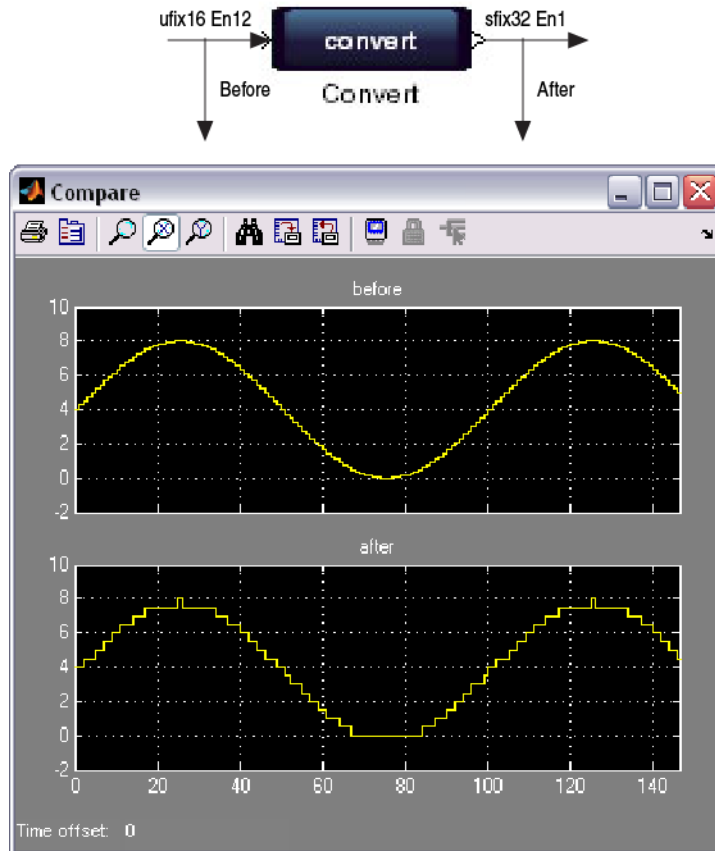 ufix16 En12
sfix32 En1
convert
Before
Convert
After
Compare
before
10
8
6
4
2
0
-2
after
10
8
6
4
2
0
-2
0 20 40 60 80 100 120 140
Time offset: 0